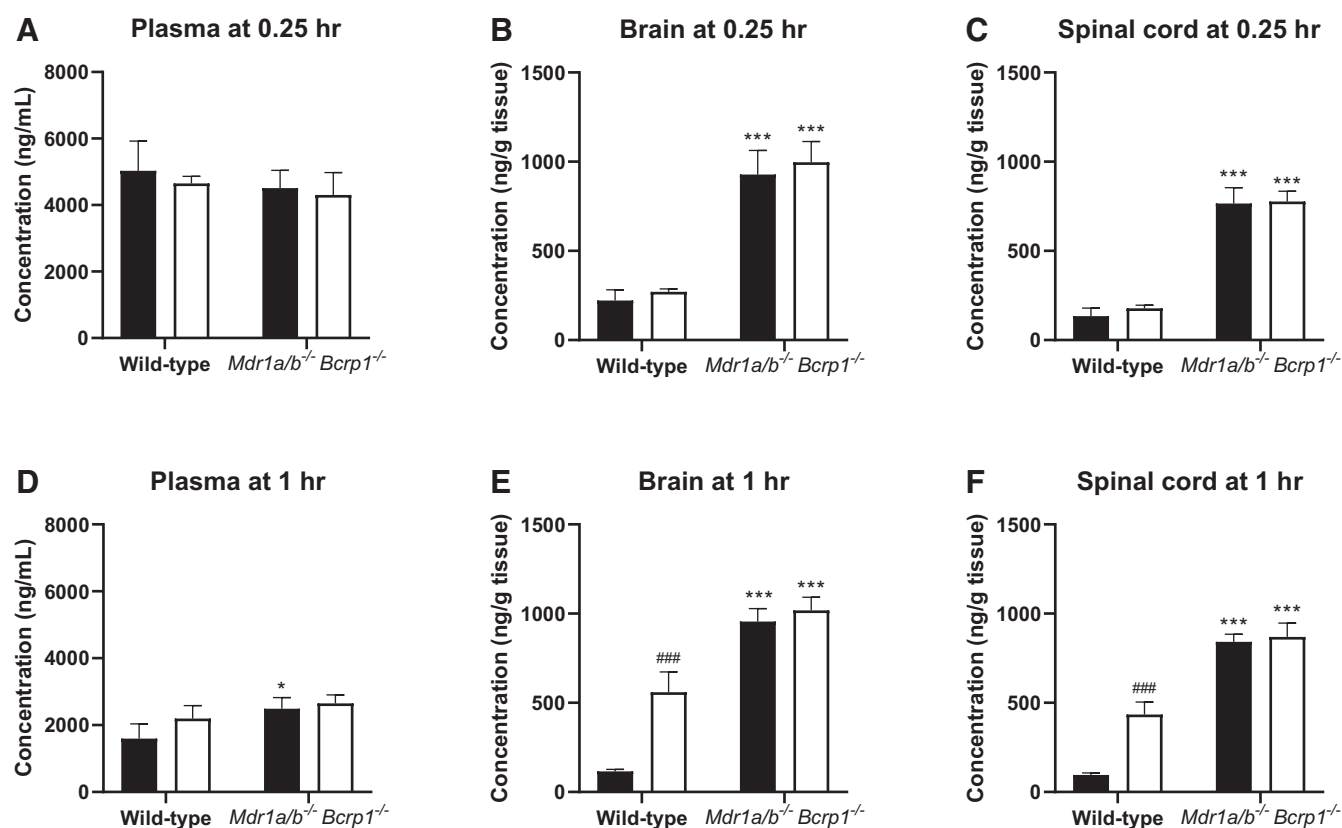 A Plasma at 0.25 hr
Concentration (ng/mL)
8000
6000
4000
2000
0
Wild-type Mdr1a/b-/- Bcrp1-/-
B Brain at 0.25 hr
Concentration (ng/g tissue)
1500
1000
500
0
*** ***
Wild-type Mdr1a/b-/- Bcrp1-/-
C Spinal cord at 0.25 hr
Concentration (ng/g tissue)
1500
1000
500
0
*** ***
Wild-type Mdr1a/b-/- Bcrp1-/-
D Plasma at 1 hr
Concentration (ng/mL)
8000
6000
4000
2000
0
*
Wild-type Mdr1a/b-/- Bcrp1-/-
E Brain at 1 hr
Concentration (ng/g tissue)
1500
1000
500
0
### *** ***
Wild-type Mdr1a/b-/- Bcrp1-/-
F Spinal cord at 1 hr
Concentration (ng/g tissue)
1500
1000
500
0
### *** ***
Wild-type Mdr1a/b-/- Bcrp1-/-